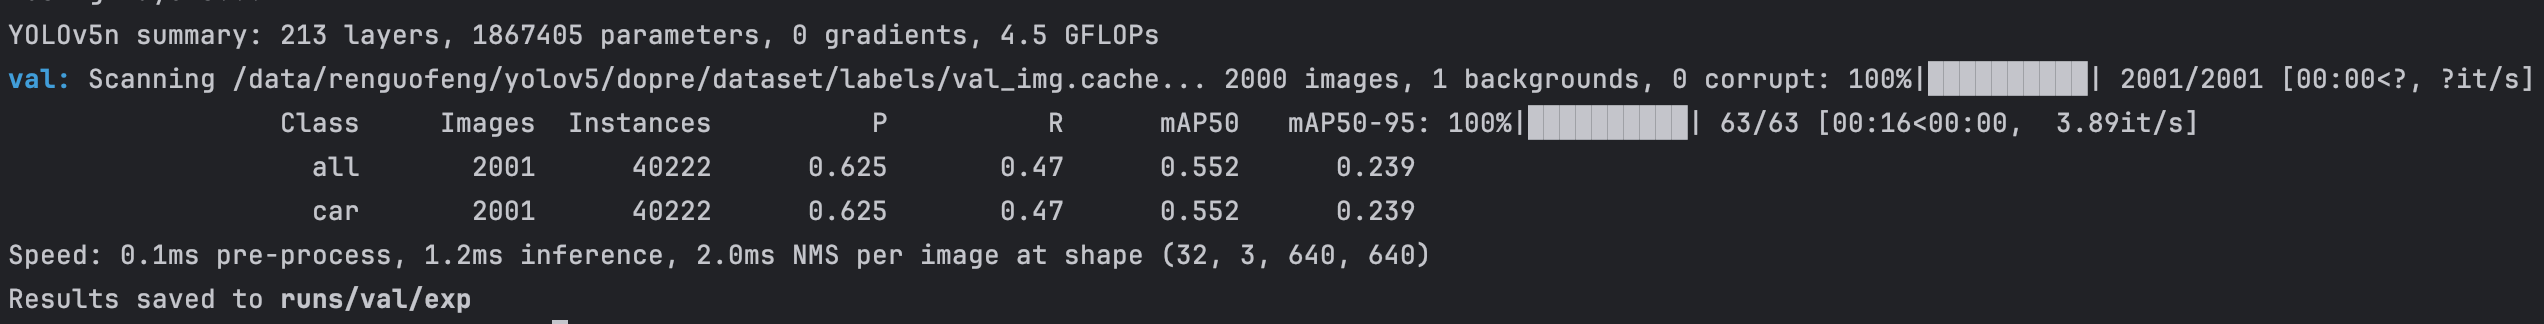 YOLOv5n summary: 213 layers, 1867405 parameters, 0 gradients, 4.5 GFLOPs
val: Scanning /data/renguofeng/yolov5/dopre/dataset/labels/val_img.cache... 2000 images, 1 backgrounds, 0 corrupt: 100%|██████████| 2001/2001 [00:00<?, ?it/s]
Class Images Instances P R mAP50 mAP50-95: 100%|██████████| 63/63 [00:16<00:00, 3.89it/s]
all 2001 40222 0.625 0.47 0.552 0.239
car 2001 40222 0.625 0.47 0.552 0.239
Speed: 0.1ms pre-process, 1.2ms inference, 2.0ms NMS per image at shape (32, 3, 640, 640)
Results saved to runs/val/exp